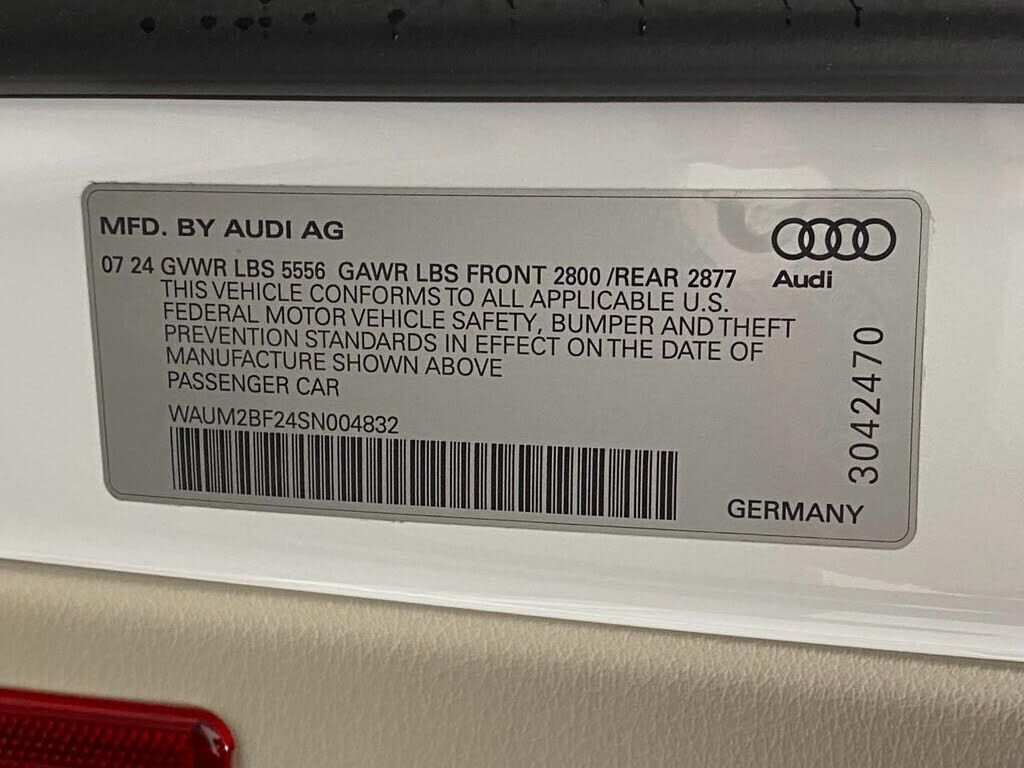 MFD. BY AUDI AG
07 24 GVWR LBS 5556 GAWR LBS FRONT 2800 /REAR 2877
THIS VEHICLE CONFORMS TO ALL APPLICABLE U.S.
FEDERAL MOTOR VEHICLE SAFETY, BUMPER AND THEFT
PREVENTION STANDARDS IN EFFECT ON THE DATE OF
MANUFACTURE SHOWN ABOVE
PASSENGER CAR
WAUM2BF24SN004832
Audi
3042470
GERMANY